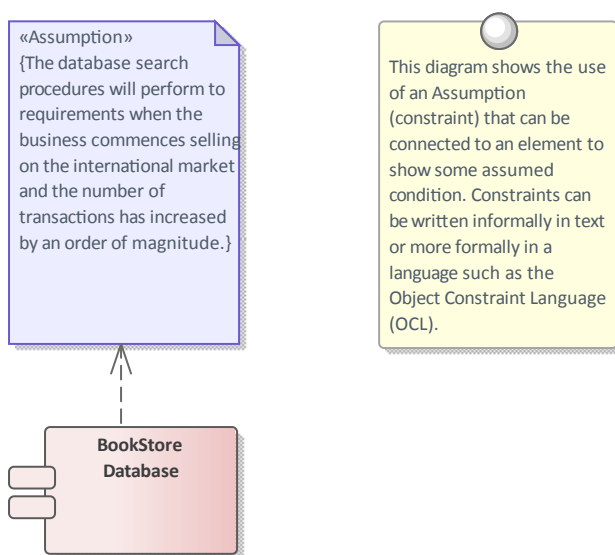 «Assumption»
{The database search
procedures will perform to
requirements when the
business commences selling
on the international market
and the number of
transactions has increased
by an order of magnitude.}
This diagram shows the use
of an Assumption
(constraint) that can be
connected to an element to
show some assumed
condition. Constraints can
be written informally in text
or more formally in a
language such as the
Object Constraint Language
(OCL).
BookStore
Database